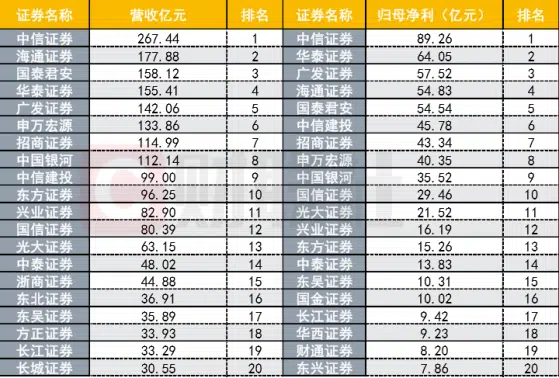 证券名称 营收亿元 排名 证券名称 归母净利（亿元） 排名
中信证券 267.44 1 中信证券 89.26 1
海通证券 177.88 2 华泰证券 64.05 2
国泰君安 158.12 3 广发证券 57.52 3
华泰证券 155.41 4 海通证券 54.83 4
广发证券 142.06 5 国泰君安 54.54 5
申万宏源 133.86 6 中信建投 45.78 6
招商证券 114.99 7 招商证券 43.34 7
中国银河 112.14 8 申万宏源 40.35 8
中信建投 99.00 9 中国银河 35.52 9
东方证券 96.25 10 国信证券 29.46 10
兴业证券 82.90 11 光大证券 21.52 11
国信证券 80.39 12 兴业证券 16.19 12
光大证券 63.15 13 东方证券 15.26 13
中泰证券 48.02 14 中泰证券 13.83 14
浙商证券 44.88 15 东吴证券 10.31 15
东北证券 36.91 16 国金证券 10.02 16
东吴证券 35.89 17 长江证券 9.42 17
方正证券 33.93 18 华西证券 9.23 18
长江证券 33.29 19 财通证券 8.20 19
长城证券 30.55 20 东兴证券 7.86 20